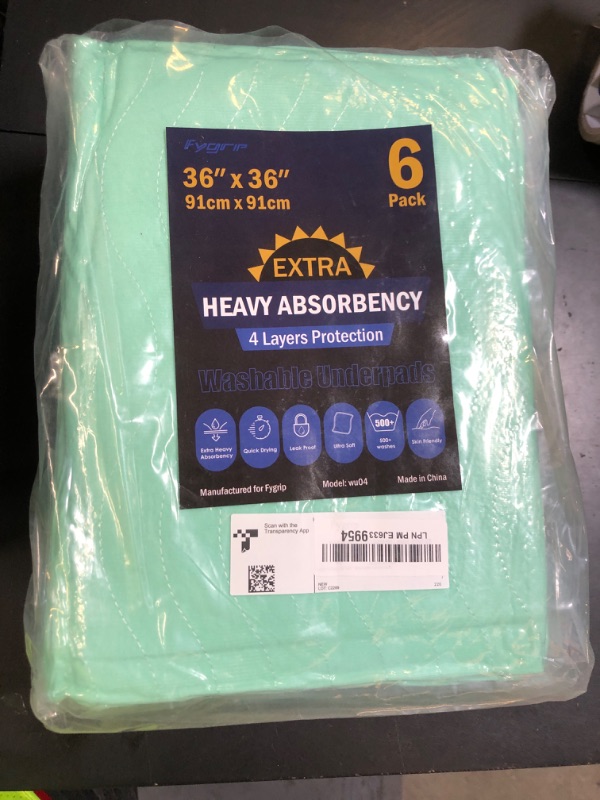 Fygrip
36" x 36"
91cm x 91cm
6
Pack
EXTRA
HEAVY ABSORBENCY
4 Layers Protection
Washable Underpads
Extra Heavy
Absorbency
Quick Drying
Leak Proof
Ultra Soft
500+
500+
washes
Skin Friendly
Manufactured for Fygrip
Model: wu04
Made in China
Scan with the
Transparency App
LPN PM EJ6339954
NEW